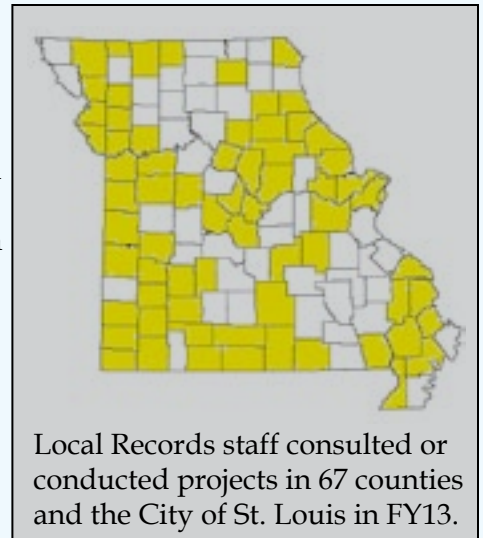 Local Records staff consulted or
conducted projects in 67 counties
and the City of St. Louis in FY13.